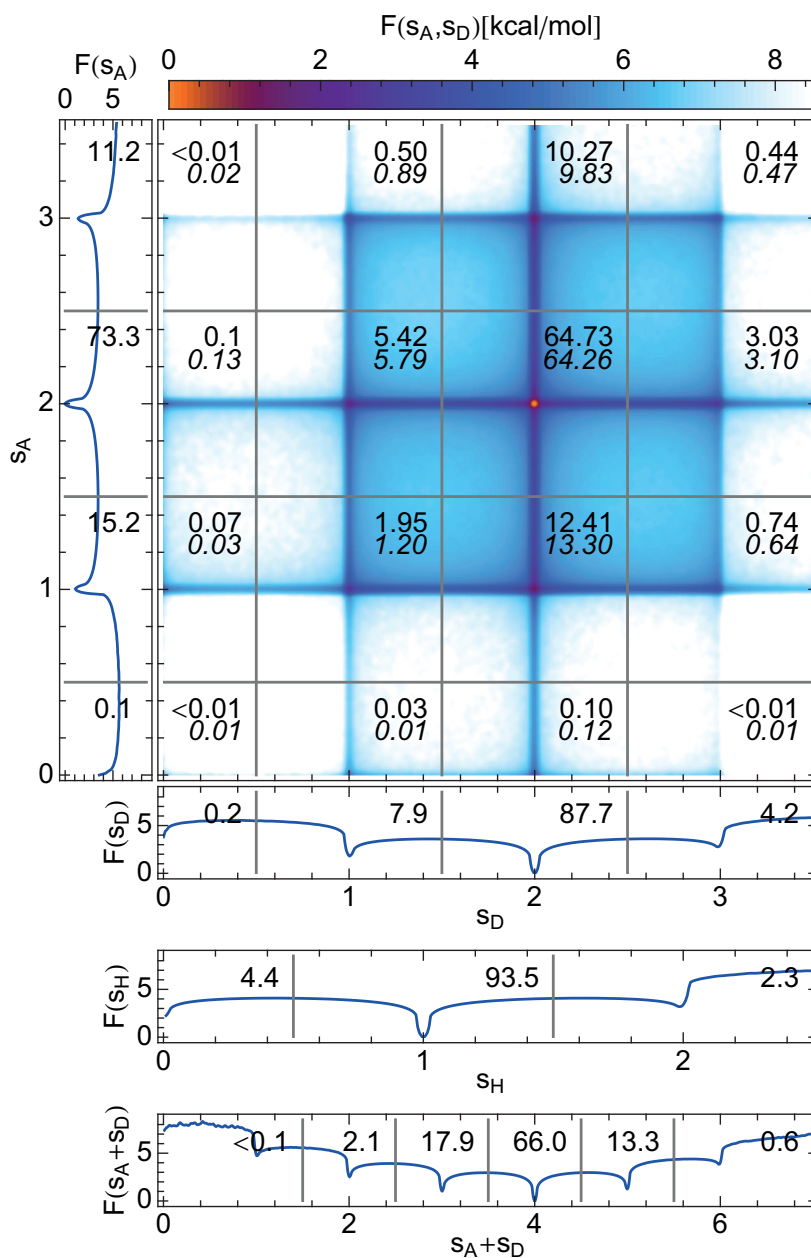 F(s_A,s_D)[kcal/mol]
F(s_A)
0 2 4 6 8
0 5
11.2 <0.01 0.50 10.27 0.44
0.02 0.89 9.83 0.47
3
73.3 0.1 5.42 64.73 3.03
0.13 5.79 64.26 3.10
2
s_A
15.2 0.07 1.95 12.41 0.74
0.03 1.20 13.30 0.64
1
0.1 <0.01 0.03 0.10 <0.01
0.01 0.01 0.12 0.01
0
F(s_D)
5
0
0.2 7.9 87.7 4.2
0 1 2 3
s_D
F(s_H)
5
0
4.4 93.5 2.3
0 1 2
s_H
F(s_A+s_D)
5
0
<0.1 2.1 17.9 66.0 13.3 0.6
0 2 4 6
s_A+s_D